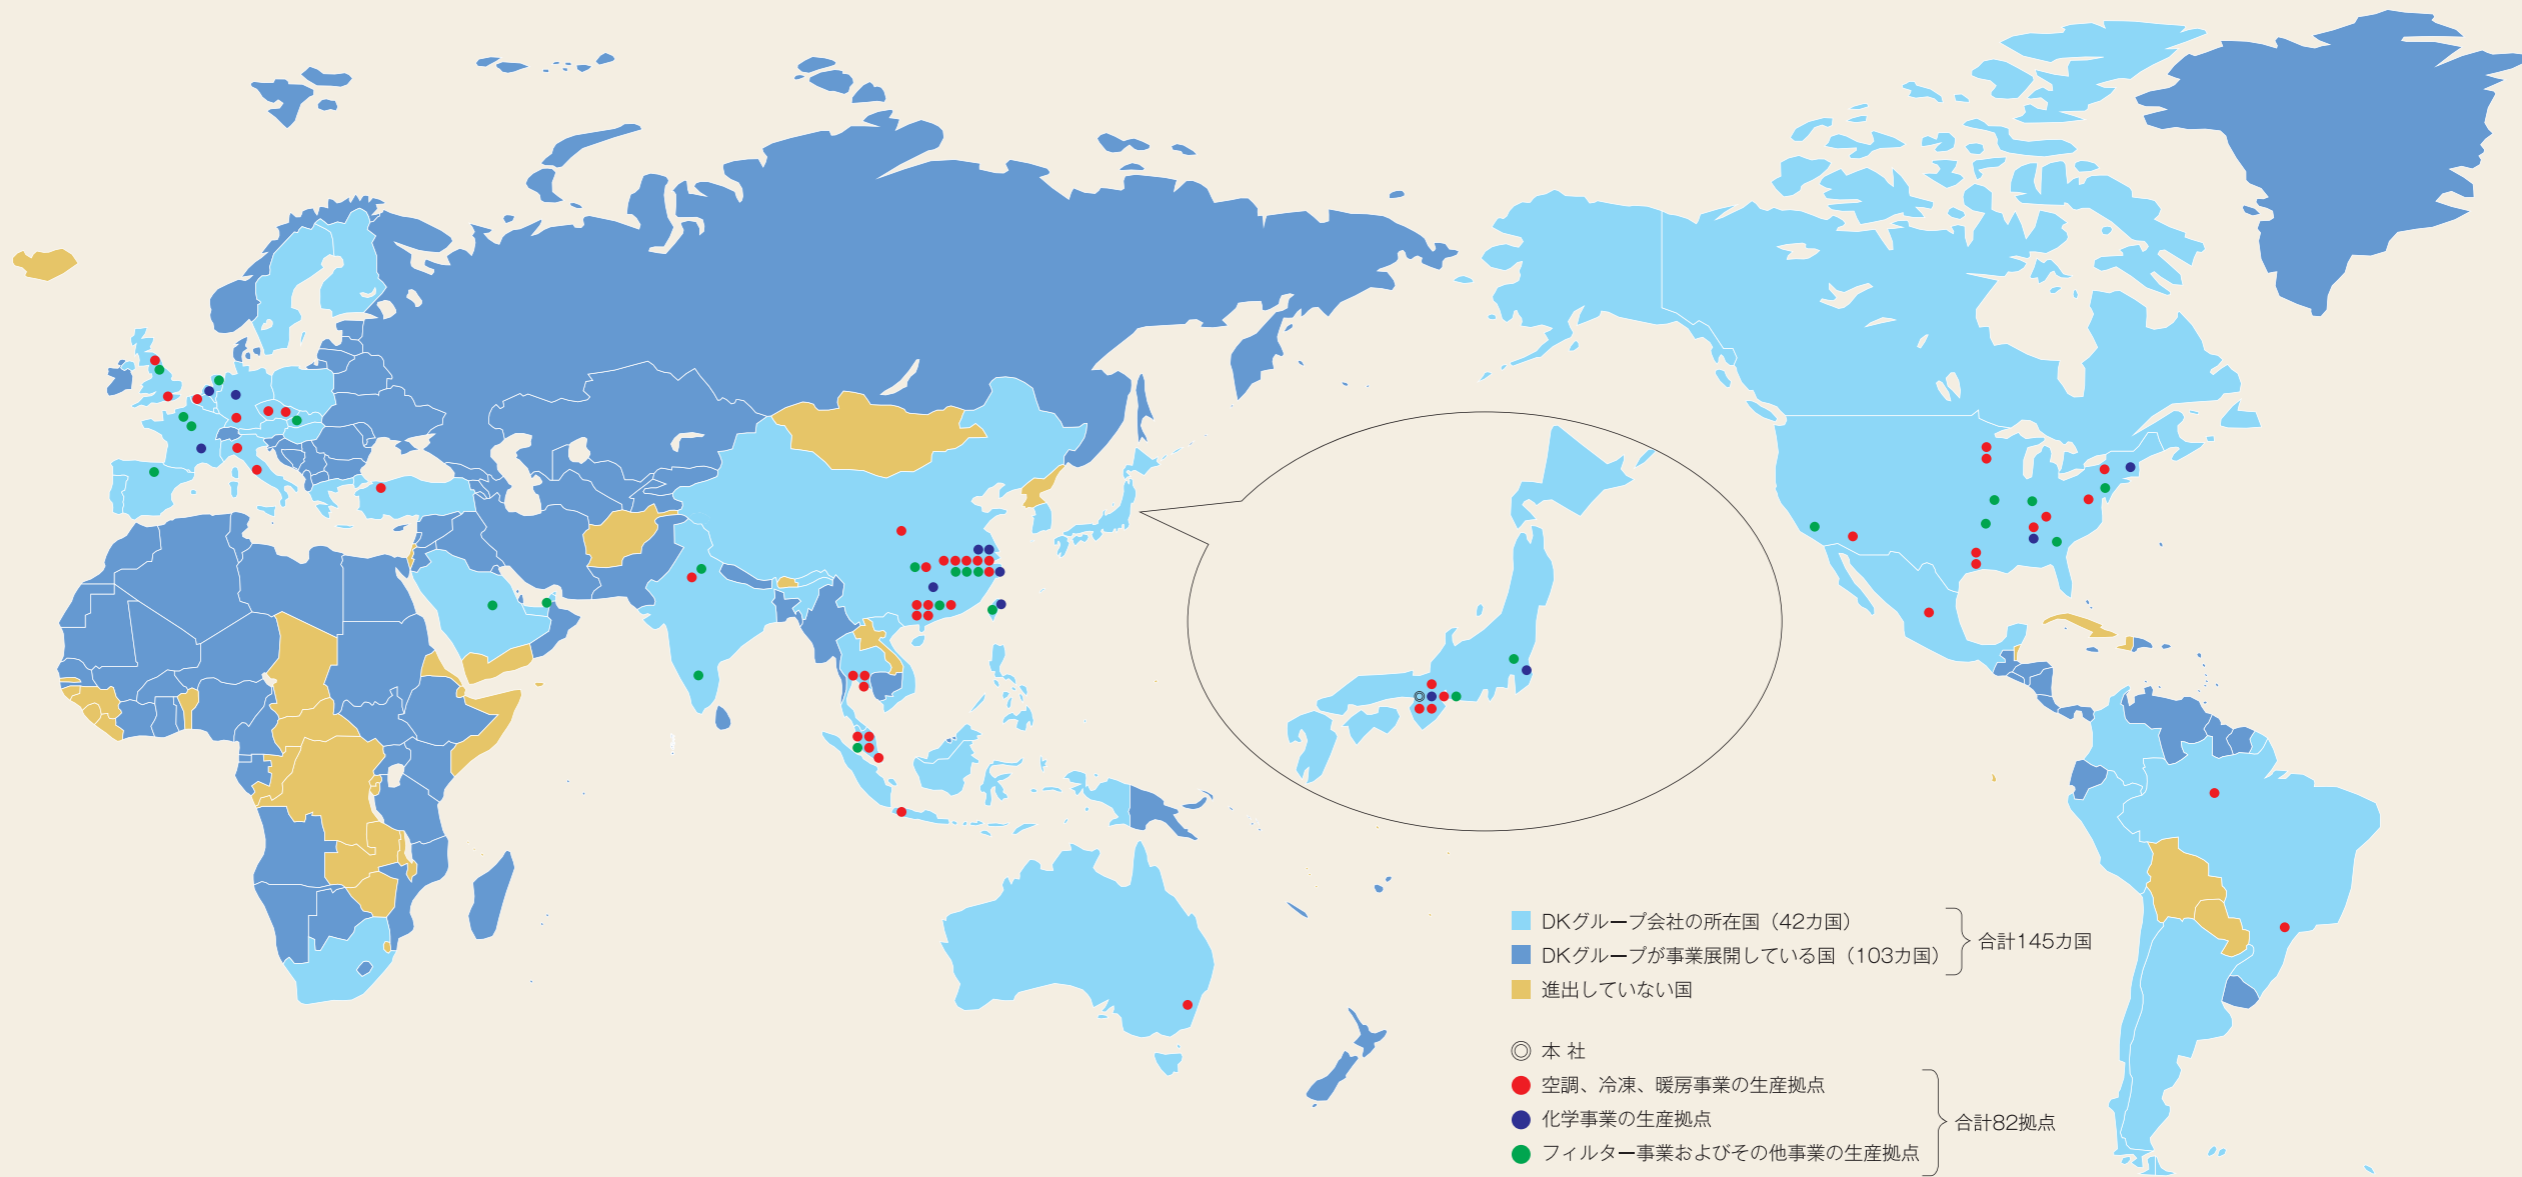 DKグループ会社の所在国（42カ国）
DKグループが事業展開している国（103カ国）
合計145カ国
進出していない国
本 社
空調、冷凍、暖房事業の生産拠点
化学事業の生産拠点
合計82拠点
フィルター事業およびその他事業の生産拠点